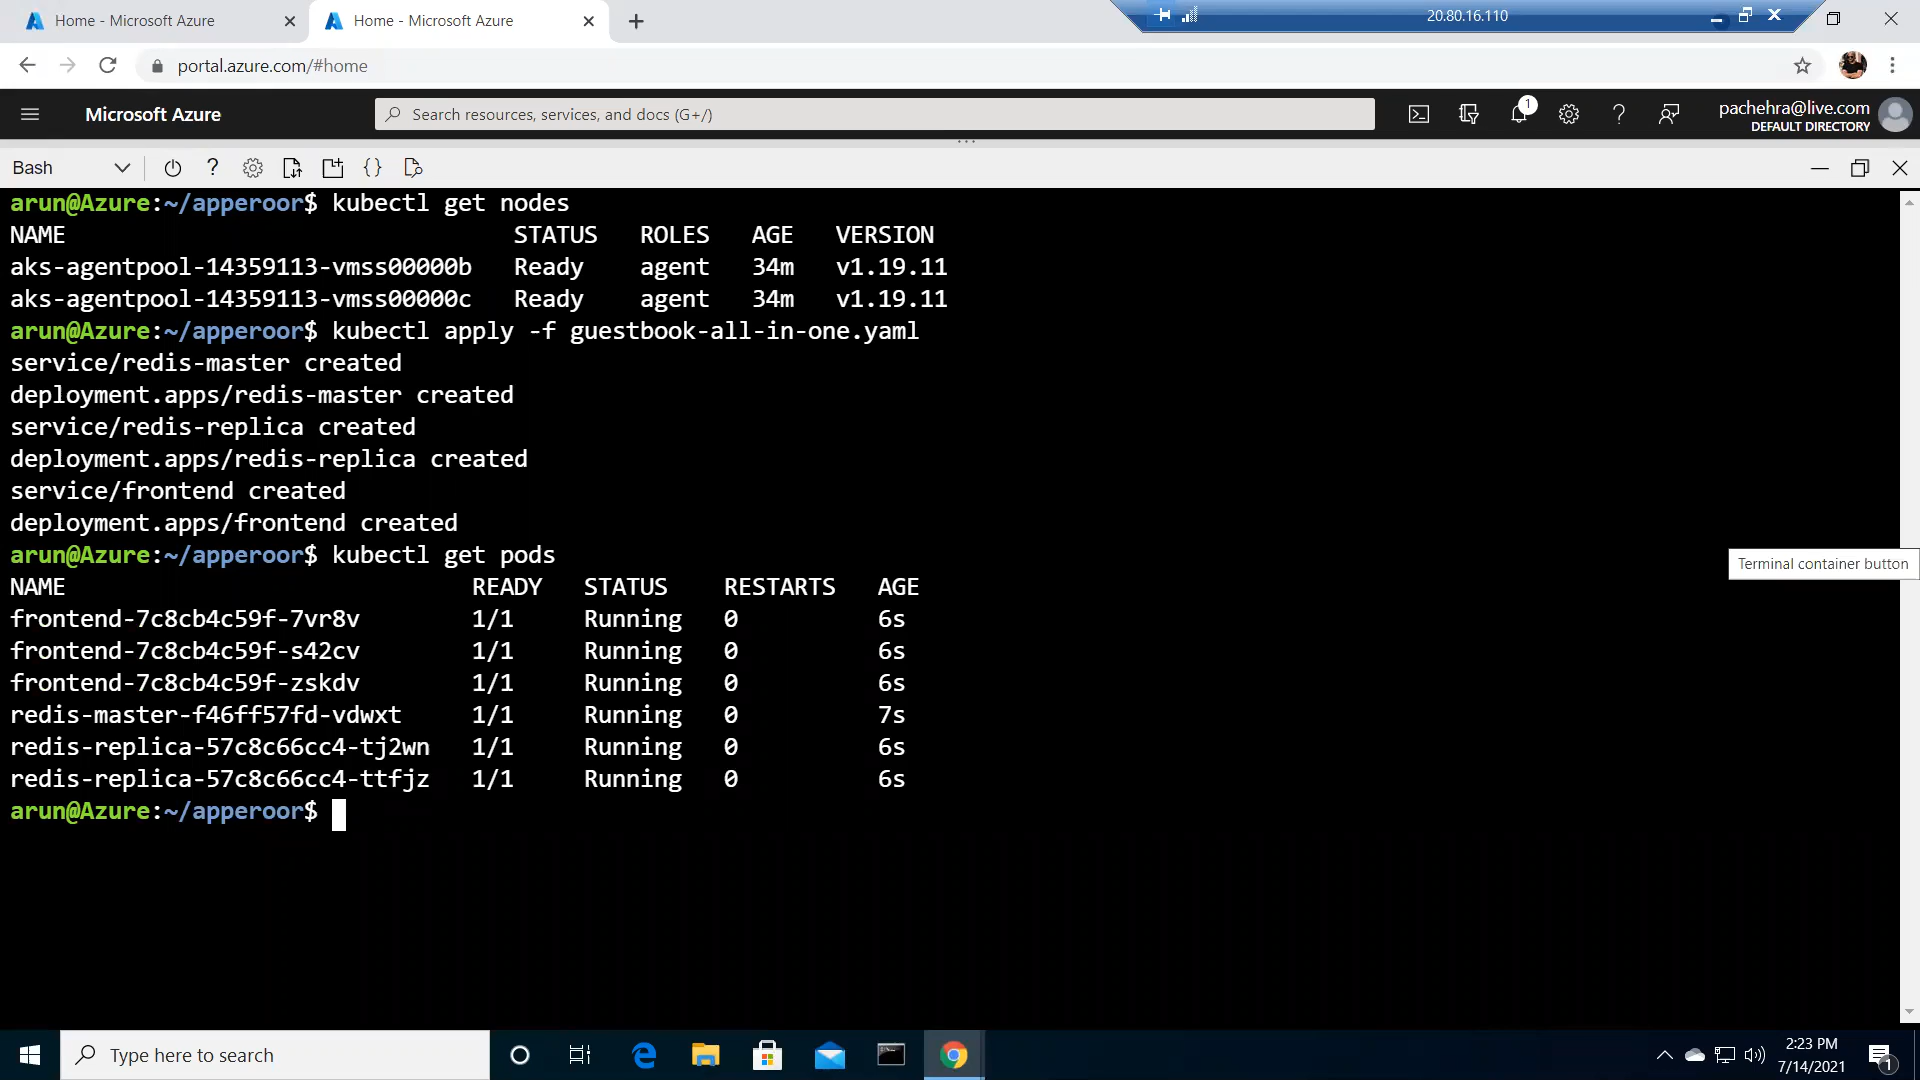 Home - Microsoft Azure
Home - Microsoft Azure
20.80.16.110
portal.azure.com/#home
Microsoft Azure
Search resources, services, and docs (G+/)
1
pachehra@live.com
DEFAULT DIRECTORY
Bash
arun@Azure:~/apperoor$ kubectl get nodes
NAME STATUS ROLES AGE VERSION
aks-agentpool-14359113-vmss00000b Ready agent 34m v1.19.11
aks-agentpool-14359113-vmss00000c Ready agent 34m v1.19.11
arun@Azure:~/apperoor$ kubectl apply -f guestbook-all-in-one.yaml
service/redis-master created
deployment.apps/redis-master created
service/redis-replica created
deployment.apps/redis-replica created
service/frontend created
deployment.apps/frontend created
arun@Azure:~/apperoor$ kubectl get pods
NAME READY STATUS RESTARTS AGE
frontend-7c8cb4c59f-7vr8v 1/1 Running 0 6s
frontend-7c8cb4c59f-s42cv 1/1 Running 0 6s
frontend-7c8cb4c59f-zskdv 1/1 Running 0 6s
redis-master-f46ff57fd-vdwxt 1/1 Running 0 7s
redis-replica-57c8c66cc4-tj2wn 1/1 Running 0 6s
redis-replica-57c8c66cc4-ttfjz 1/1 Running 0 6s
arun@Azure:~/apperoor$
Terminal container button
Type here to search
2:23 PM
7/14/2021
1